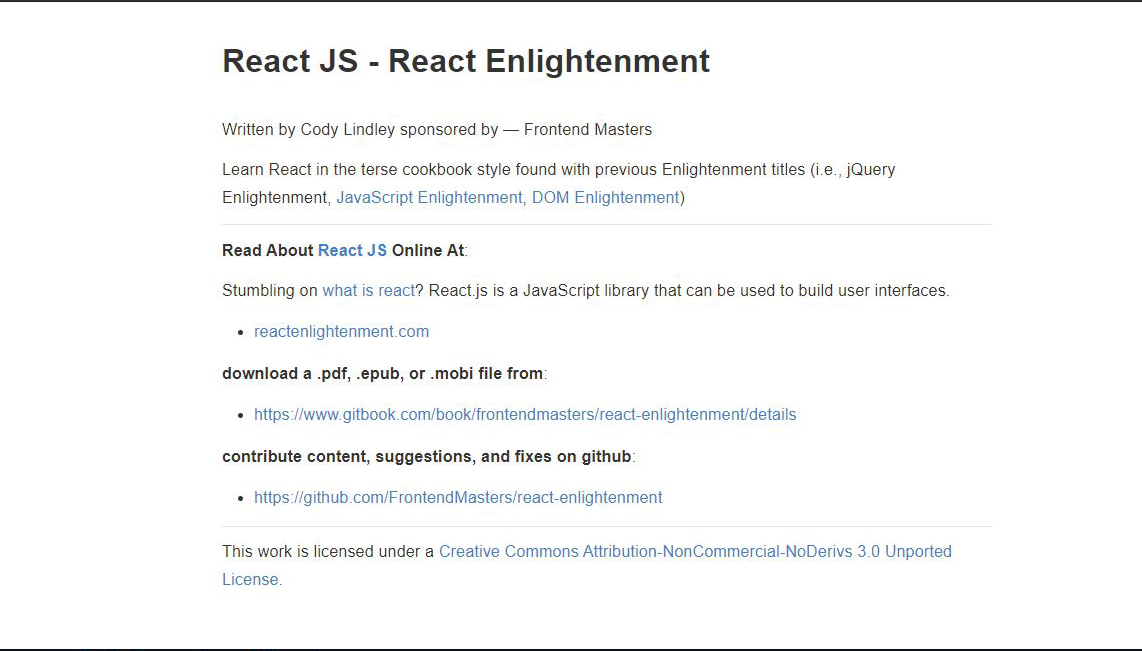 React JS - React Enlightenment
Written by Cody Lindley sponsored by — Frontend Masters
Learn React in the terse cookbook style found with previous Enlightenment titles (i.e., jQuery
Enlightenment, JavaScript Enlightenment, DOM Enlightenment)
Read About React JS Online At:
Stumbling on what is react? React.js is a JavaScript library that can be used to build user interfaces.
• reactenlightenment.com
download a .pdf, .epub, or .mobi file from:
• https://www.gitbook.com/book/frontendmasters/react-enlightenment/details
contribute content, suggestions, and fixes on github:
• https://github.com/FrontendMasters/react-enlightenment
This work is licensed under a Creative Commons Attribution-NonCommercial-NoDerivs 3.0 Unported
License.